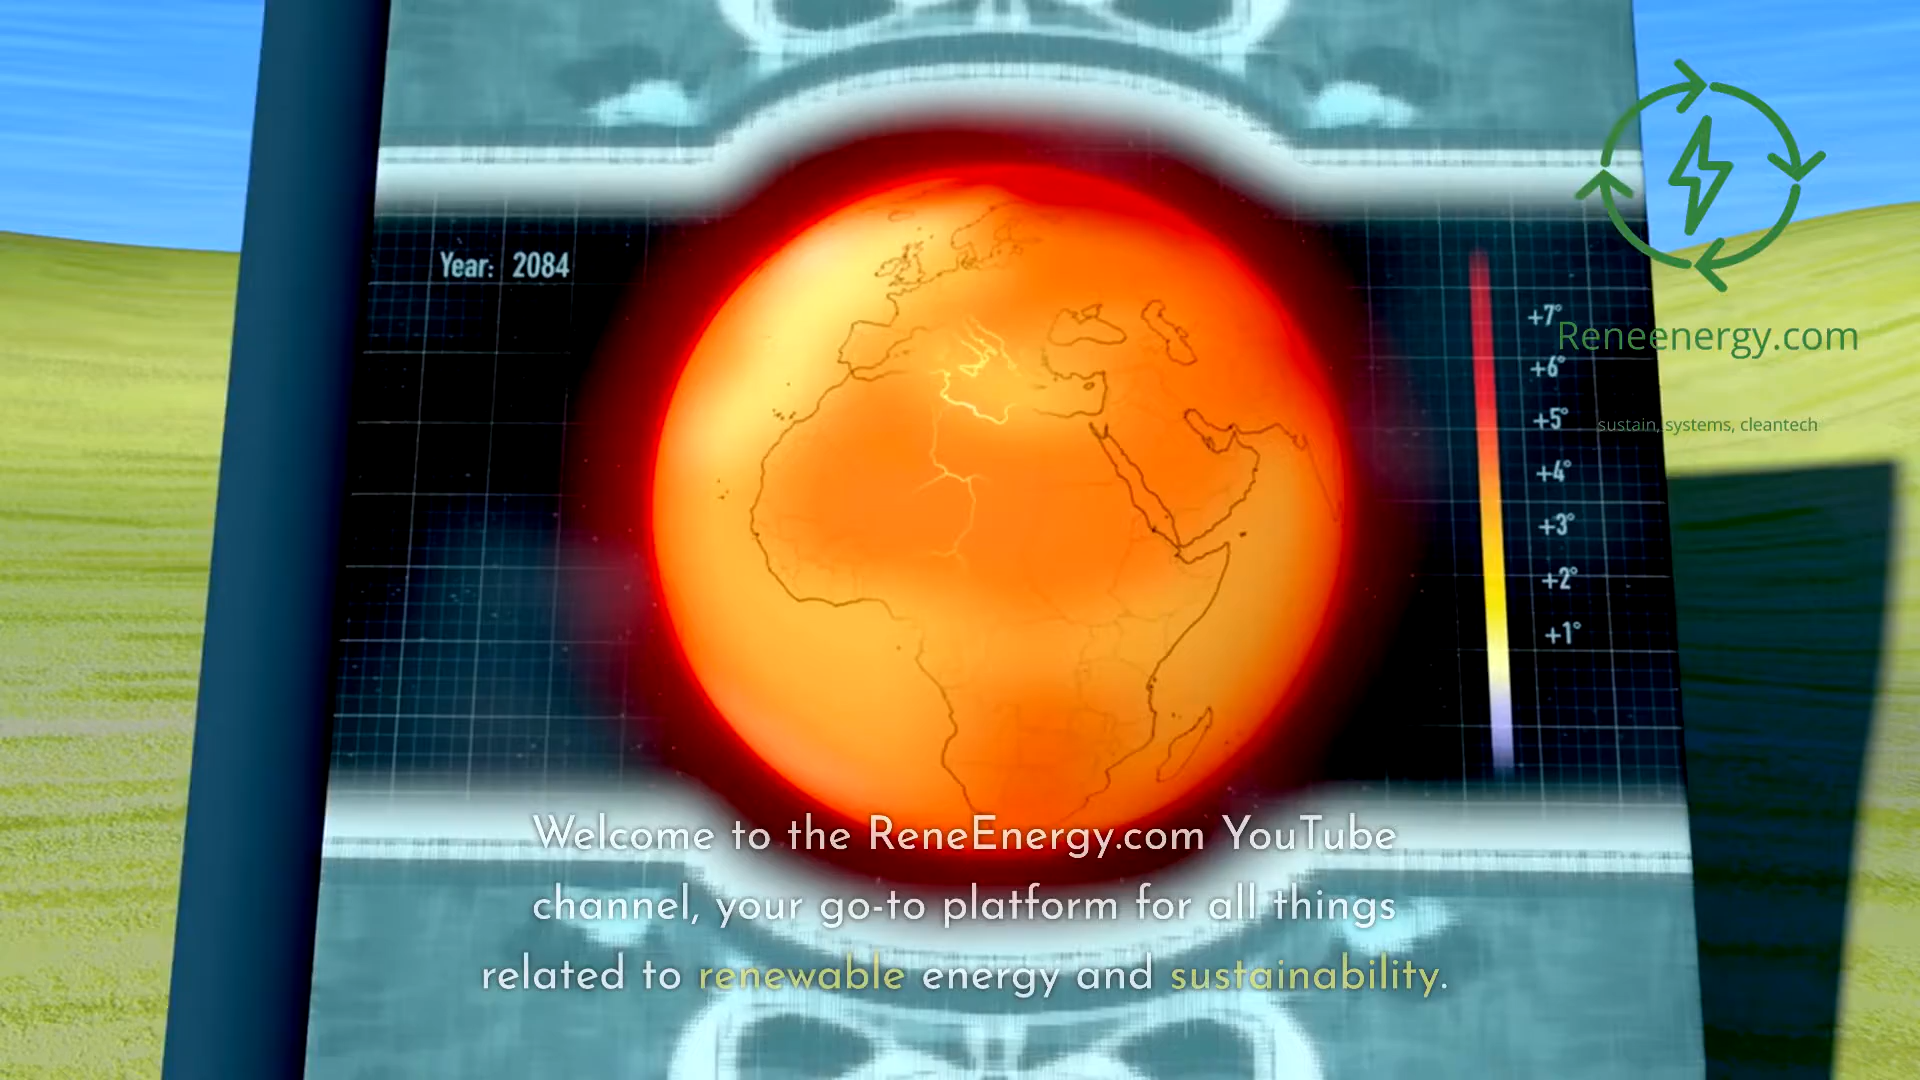 Year: 2084
+7°
Reneenergy.com
+6°
+5°
sustain, systems, cleantech
+4°
+3°
+2°
+1°
Welcome to the ReneEnergy.com YouTube
channel, your go-to platform for all things
related to renewable energy and sustainability.